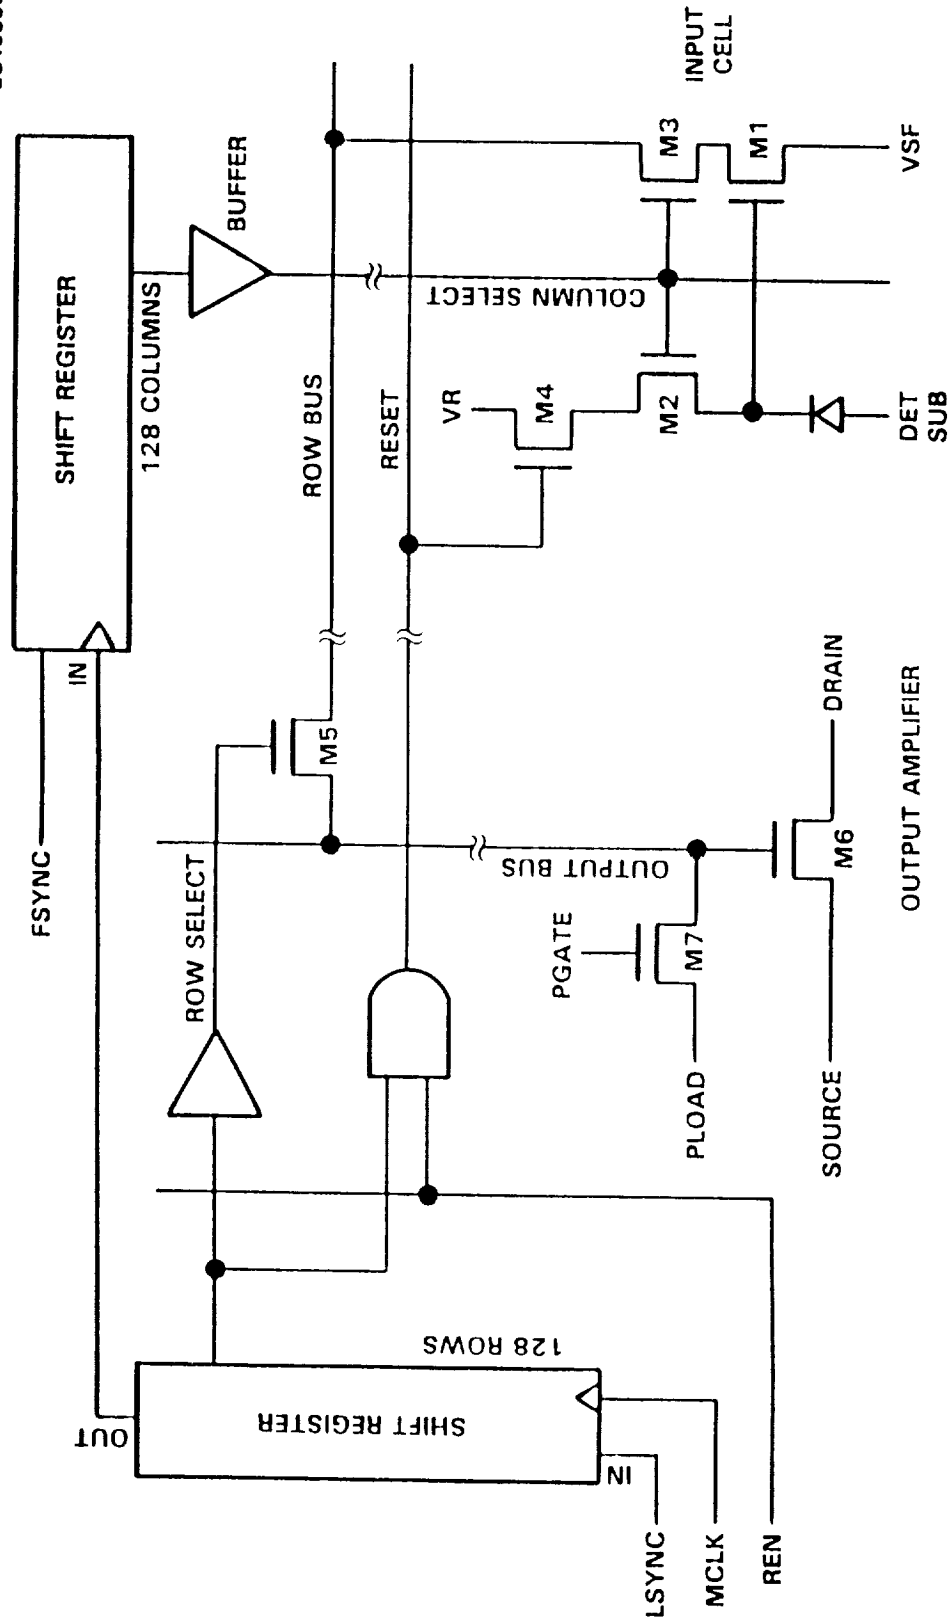 SHIFT REGISTER
IN
128 COLUMNS
FSYNC
BUFFER
ROW BUS
RESET
COLUMN SELECT
ROW SELECT
M5
OUTPUT BUS
PGATE
M7
PLOAD
M6
SOURCE
DRAIN
OUTPUT AMPLIFIER
VR
M4
M2
M3
M1
INPUT
CELL
VSF
DET
SUB
OUT
SHIFT REGISTER
128 ROWS
IN
LSYNC
MCLK
REN